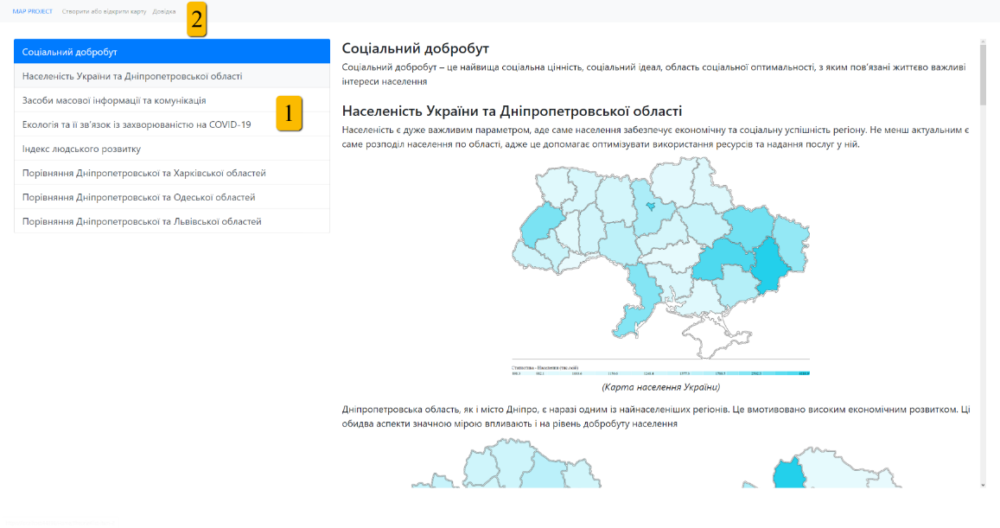 MAP PROJECT Створити або відкрити карту Довідка
2
Соціальний добробут
Населеність України та Дніпропетровської області
Засоби масової інформації та комунікація
1
Екологія та її зв'язок із захворюваністю на COVID-19
Індекс людського розвитку
Порівняння Дніпропетровської та Харківської областей
Порівняння Дніпропетровської та Одеської областей
Порівняння Дніпропетровської та Львівської областей
Соціальний добробут
Соціальний добробут – це найвища соціальна цінність, соціальний ідеал, область соціальної оптимальності, з яким пов'язані життєво важливі
інтереси населення
Населеність України та Дніпропетровської області
Населеність є дуже важливим параметром, аде саме населення забезпечує економічну та соціальну успішність регіону. Не менш актуальним є
саме розподіл населення по області, адже це допомагає оптимізувати використання ресурсів та надання послуг у ній.
Статистика - Населення (тис.осіб)
(Карта населення України)
Дніпропетровська область, як і місто Дніпро, є наразі одним із найнаселеніших регіонів. Це вмотивовано високим економічним розвитком. Ці
обидва аспекти значною мірою впливають і на рівень добробуту населення